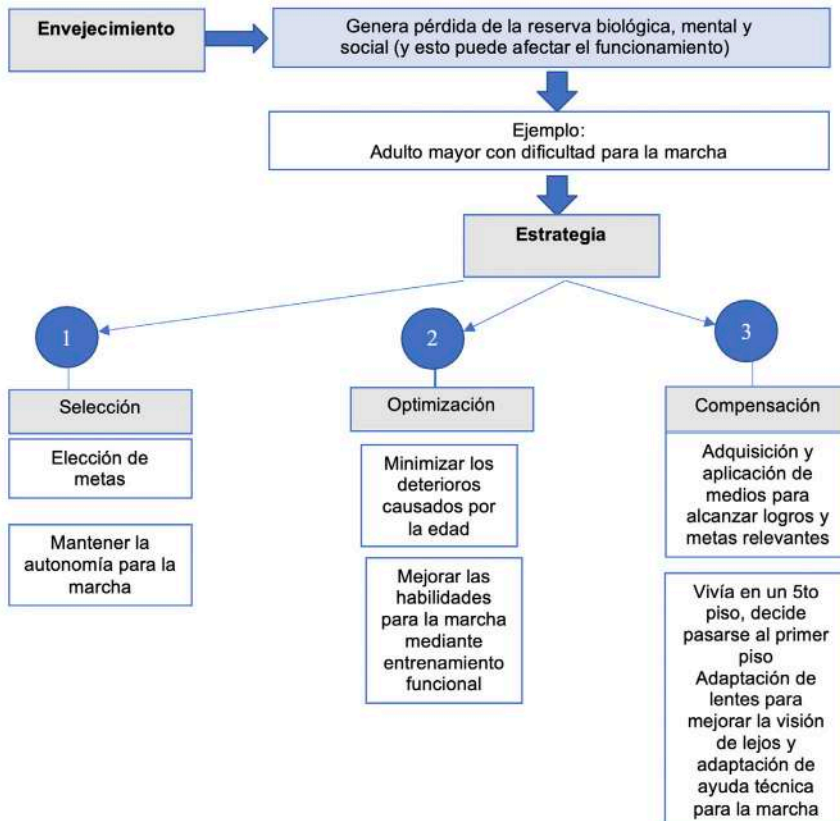 Envejecimiento
Genera pérdida de la reserva biológica, mental y
social (y esto puede afectar el funcionamiento)
Ejemplo:
Adulto mayor con dificultad para la marcha
Estrategia
1
Selección
Elección de
metas
Mantener la
autonomía para la
marcha
2
Optimización
Minimizar los
deterioros
causados por
la edad
Mejorar las
habilidades
para la marcha
mediante
entrenamiento
funcional
3
Compensación
Adquisición y
aplicación de
medios para
alcanzar logros y
metas relevantes
Vivía en un 5to
piso, decide
pasarse al primer
piso
Adaptación de
lentes para
mejorar la visión
de lejos y
adaptación de
ayuda técnica
para la marcha